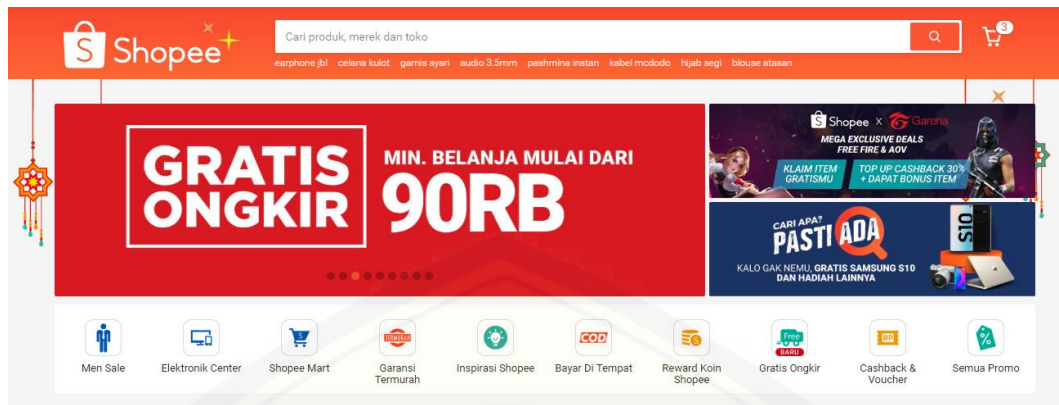 S Shopee
Cari produk, merek dan toko
3
earphone jbl celana kulot gamis syari audio 3.5mm pashmina instan kabel mcdodo hijab segi blouse atasan
GRATIS
ONGKIR
MIN. BELANJA MULAI DARI
90RB
S Shopee X Garena
MEGA EXCLUSIVE DEALS
FREE FIRE & AOV
KLAIM ITEM
GRATISMU
TOP UP CASHBACK 30%
+ DAPAT BONUS
ITEM
CARI APA?
PASTI ADA
KALO GAK NEMU, GRATIS SAMSUNG S10
DAN HADIAH LAINNYA
S10
S
TERMURAH
COD
S
Free
BARU
RP
%
Men Sale
Elektronik Center
Shopee Mart
Garansi
Termurah
Inspirasi Shopee
Bayar Di Tempat
Reward Koin
Shopee
Gratis Ongkir
Cashback &
Voucher
Semua Promo